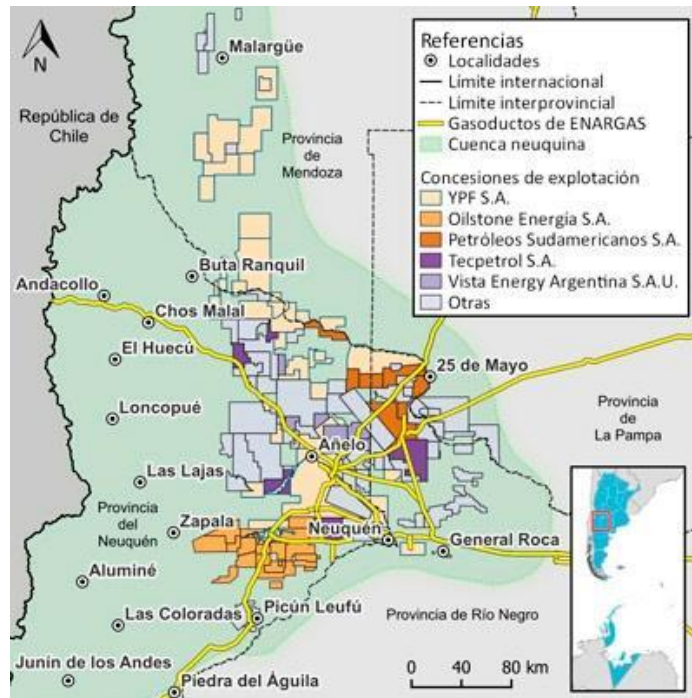 Malargüe
N
República de
Chile
Provincia
de
Mendoza
Referencias
Localidades
Límite internacional
Límite interprovincial
Gasoductos de ENARGAS
Cuenca neuquina
Concesiones de explotación
YPF S.A.
Oilstone Energía S.A.
Petróleos Sudamericanos S.A.
Tecpetrol S.A.
Vista Energy Argentina S.A.U.
Otras
Buta Ranquil
Andacollo
Chos Malal
El Huecú
25 de Mayo
Loncopué
Provincia
de
La Pampa
Añelo
Las Lajas
Provincia
del
Neuquén
Zapala
Neuquén
General Roca
Aluminé
Las Coloradas
Picún Leufú
Provincia de Río Negro
Junín de los Andes
Piedra del Águila
0 40 80 km